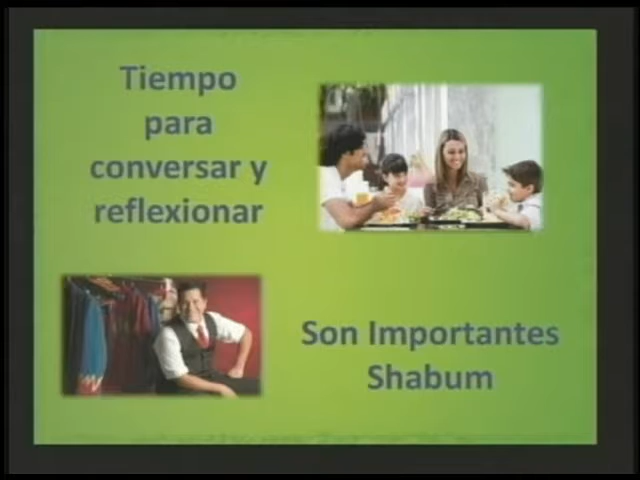 Tiempo
para
conversar y
reflexionar
Son Importantes
Shabum